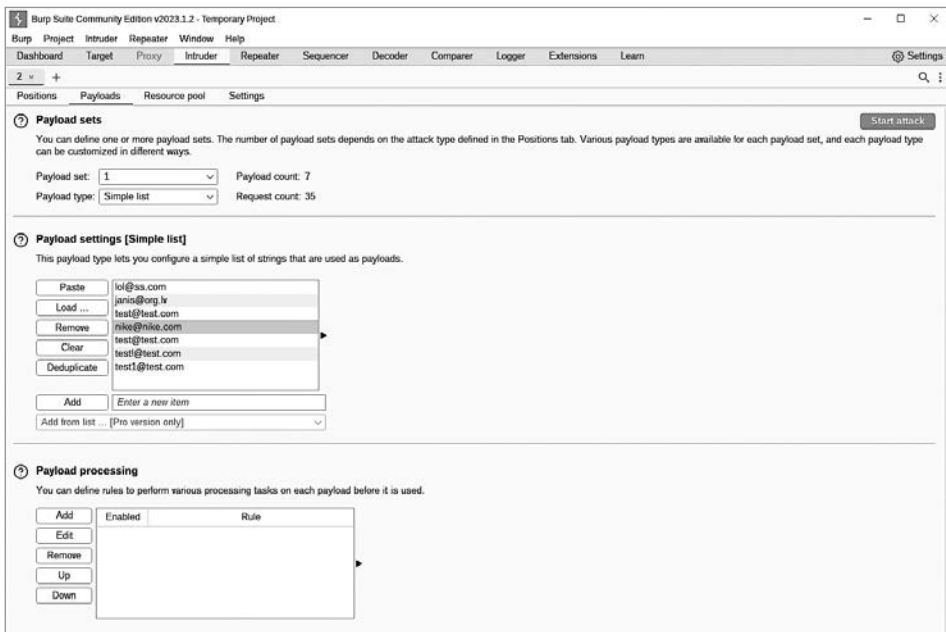 Burp Suite Community Edition v2023.1.2 - Temporary Project
Burp Project Intruder Repeater Window Help
Dashboard Target Proxy Intruder Repeater Sequencer Decoder Comparer Logger Extensions Learn Settings
2 × +
Positions Payloads Resource pool Settings
Payload sets
Start attack
You can define one or more payload sets. The number of payload sets depends on the attack type defined in the Positions tab. Various payload types are available for each payload set, and each payload type
can be customized in different ways.
Payload set: 1 Payload count: 7
Payload type: Simple list Request count: 35
Payload settings [Simple list]
This payload type lets you configure a simple list of strings that are used as payloads.
Paste
Load ...
Remove
Clear
Deduplicate
lol@ss.com
janis@org.lv
test@test.com
nike@nike.com
test@test.com
test!@test.com
test1@test.com
Add Enter a new item
Add from list ... [Pro version only]
Payload processing
You can define rules to perform various processing tasks on each payload before it is used.
Add
Edit
Remove
Up
Down
Enabled Rule